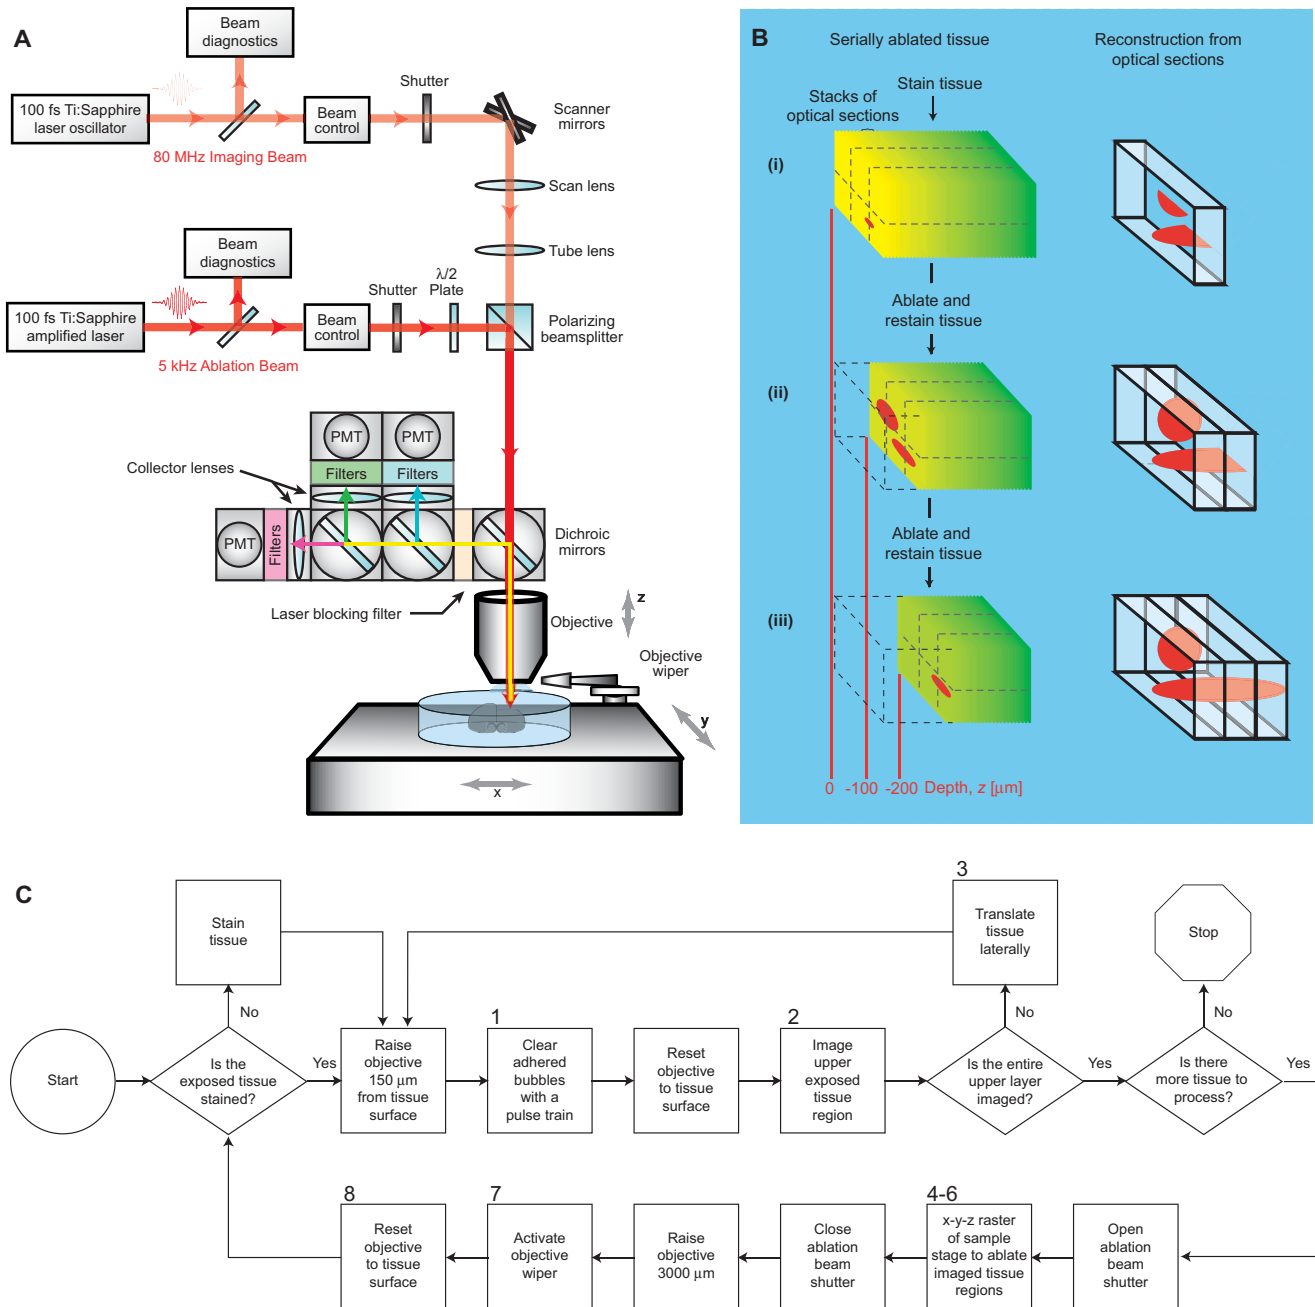 A
Beam
diagnostics
100 fs Ti:Sapphire
laser oscillator
80 MHz Imaging Beam
Beam
control
Shutter
Scanner
mirrors
Scan lens
Tube lens
Beam
diagnostics
100 fs Ti:Sapphire
amplified laser
5 kHz Ablation Beam
Beam
control
Shutter
λ/2
Plate
Polarizing
beamsplitter
PMT
PMT
Filters
Filters
Collector lenses
PMT
Filters
Dichroic
mirrors
Laser blocking filter
Objective
z
Objective
wiper
y
x
B
Serially ablated tissue
Reconstruction from
optical sections
Stain tissue
Stacks of
optical sections
(i)
Ablate and
restain tissue
(ii)
Ablate and
restain tissue
(iii)
0 -100 -200 Depth, z [μm]
C
Start
Is the
exposed tissue
stained?
No
Stain
tissue
Yes
Raise
objective
150 μm
from tissue
surface
1
Clear
adhered
bubbles
with a
pulse train
Reset
objective
to tissue
surface
2
Image
upper
exposed
tissue
region
Is the entire
upper layer
imaged?
No
3
Translate
tissue
laterally
Yes
Is there
more tissue to
process?
No
Stop
Yes
Open
ablation
beam
shutter
4-6
x-y-z raster
of sample
stage to ablate
imaged tissue
regions
Close
ablation
beam
shutter
Raise
objective
3000 μm
7
Activate
objective
wiper
8
Reset
objective
to tissue
surface